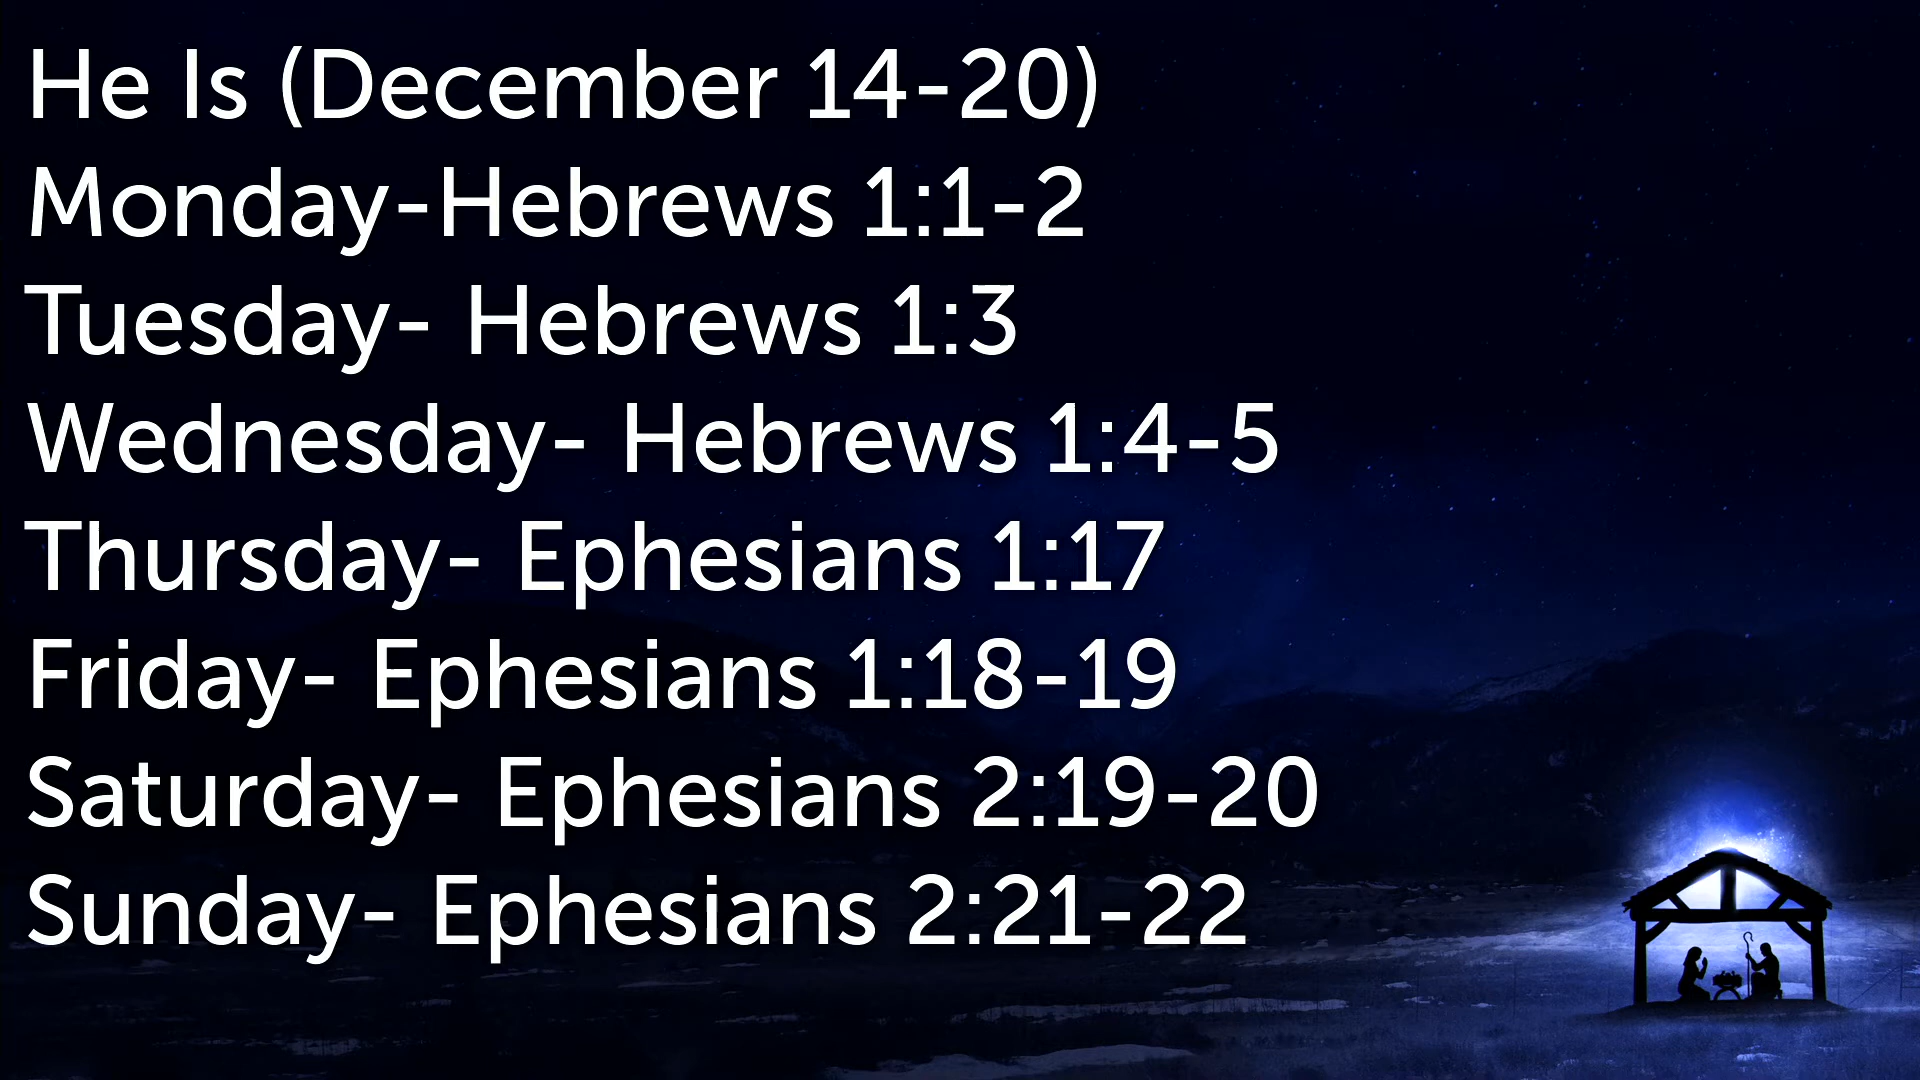 He Is (December 14-20)
Monday-Hebrews 1:1-2
Tuesday- Hebrews 1:3
Wednesday- Hebrews 1:4-5
Thursday- Ephesians 1:17
Friday- Ephesians 1:18-19
Saturday- Ephesians 2:19-20
Sunday- Ephesians 2:21-22